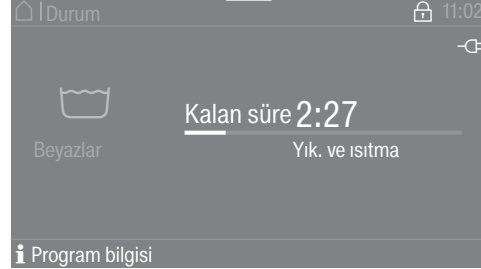 Durum 11:02
Kalan süre 2:27
Beyazlar
Yık. ve ısıtma
i Program bilgisi